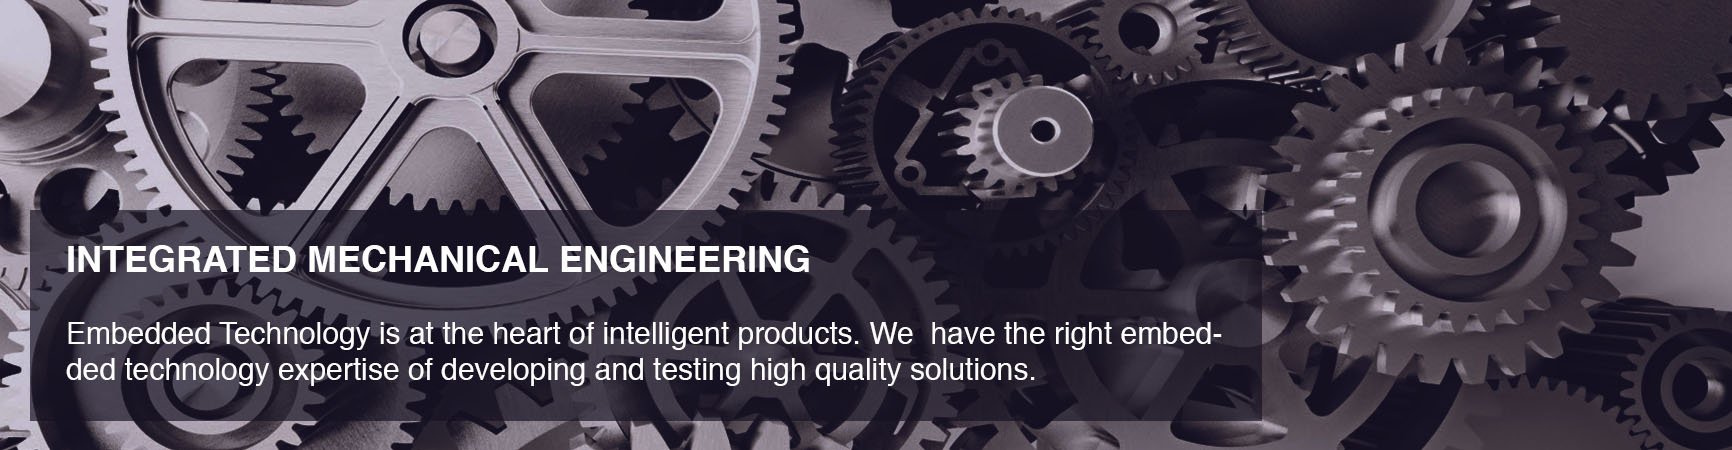 INTEGRATED MECHANICAL ENGINEERING
Embedded Technology is at the heart of intelligent products. We  have the right embed-
ded technology expertise of developing and testing high quality solutions.